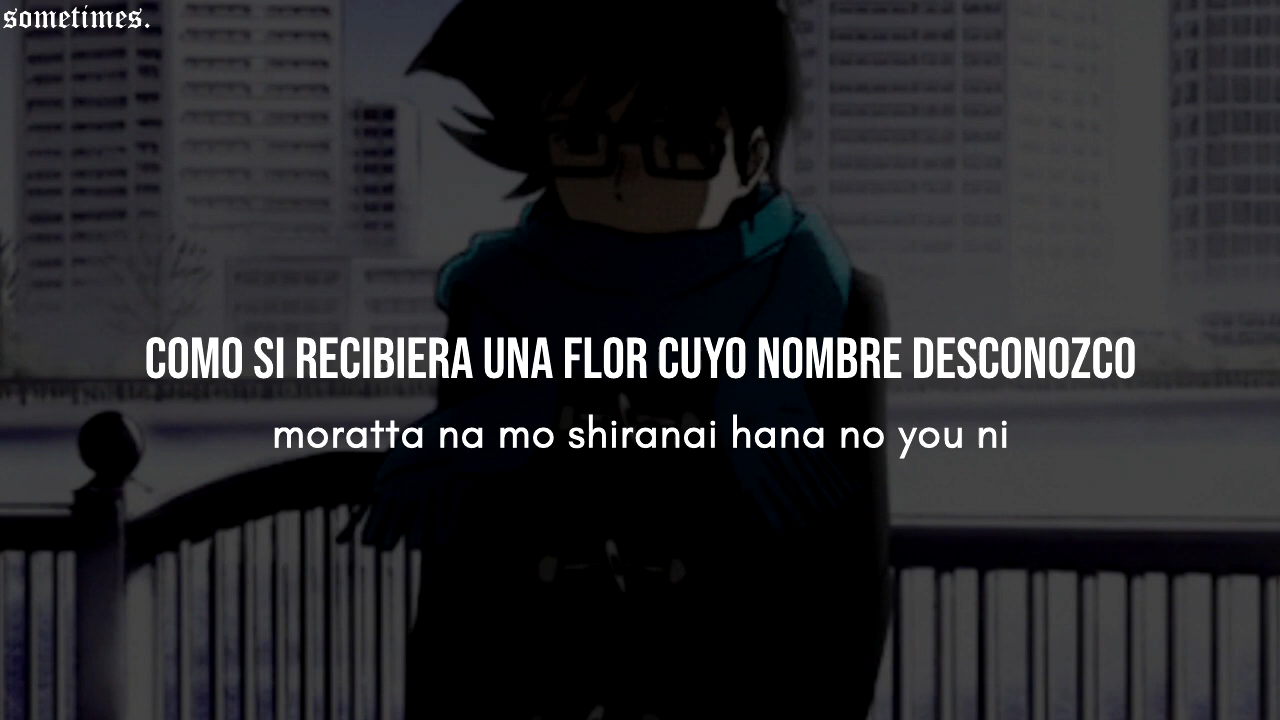 sometimes.
COMO SI RECIBIERA UNA FLOR CUYO NOMBRE DESCONOZCO
moratta na mo shiranai hana no you ni